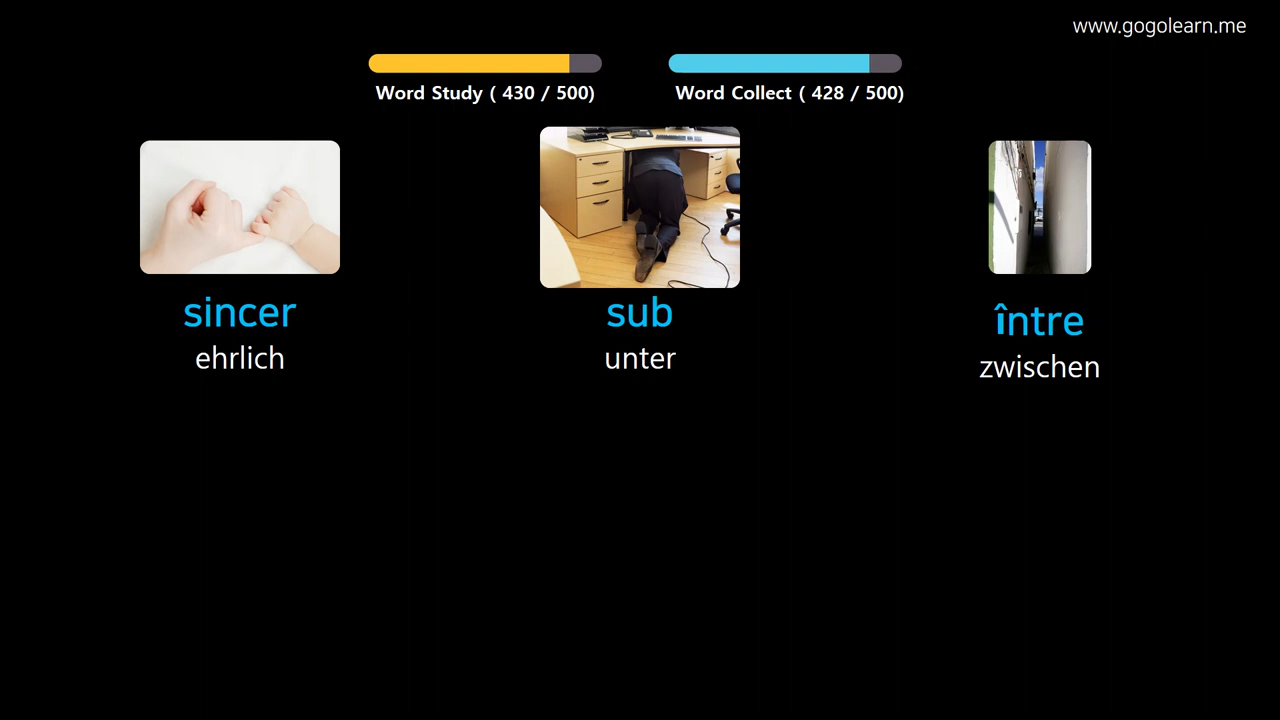 www.gogolearn.me
Word Study ( 430 / 500)
Word Collect ( 428 / 500)
sincer
ehrlich
sub
unter
între
zwischen